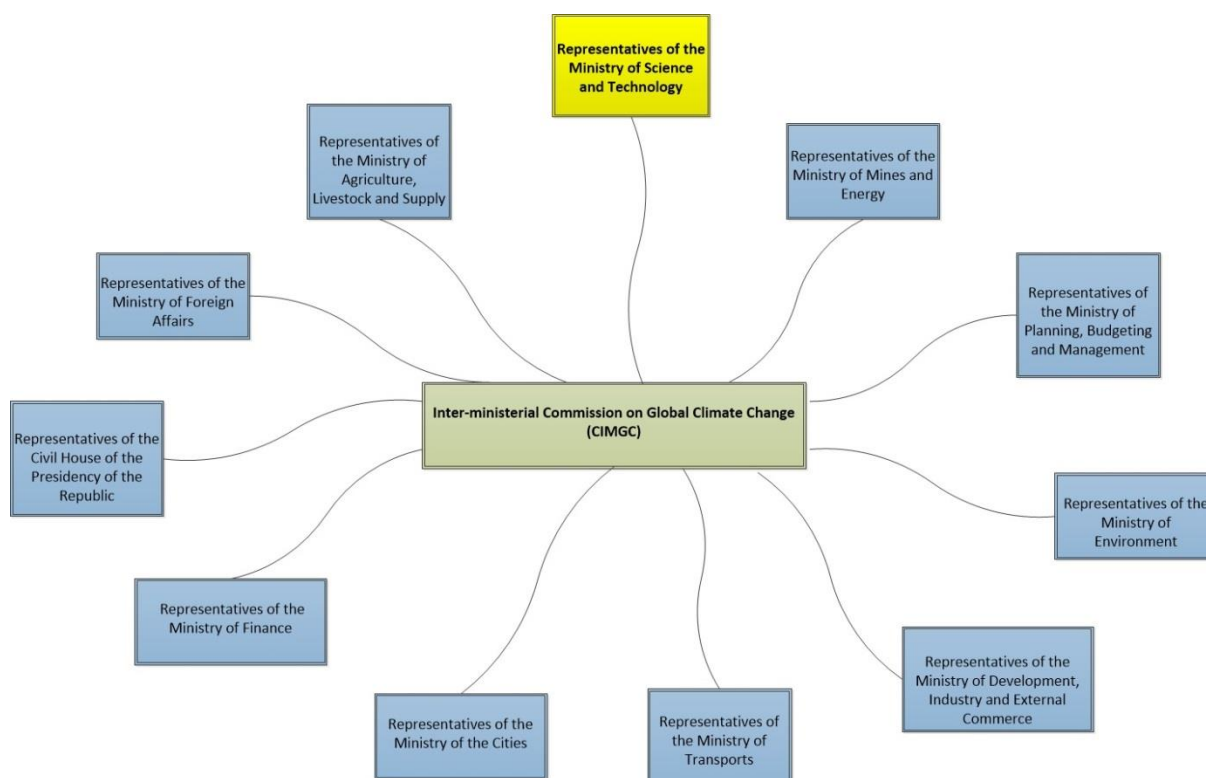 Representatives of the
Ministry of Science
and Technology
Representatives of
the Ministry of
Agriculture,
Livestock and Supply
Representatives of the
Ministry of Mines and
Energy
Representatives of the
Ministry of Foreign
Affairs
Representatives of
the Ministry of
Planning, Budgeting
and Management
Inter-ministerial Commission on Global Climate Change
(CIMGC)
Representatives of the
Civil House of the
Presidency of the
Republic
Representatives of the
Ministry of
Environment
Representatives of the
Ministry of Finance
Representatives of the
Ministry of Development,
Industry and External
Commerce
Representatives of the
Ministry of the Cities
Representatives of
the Ministry of
Transports